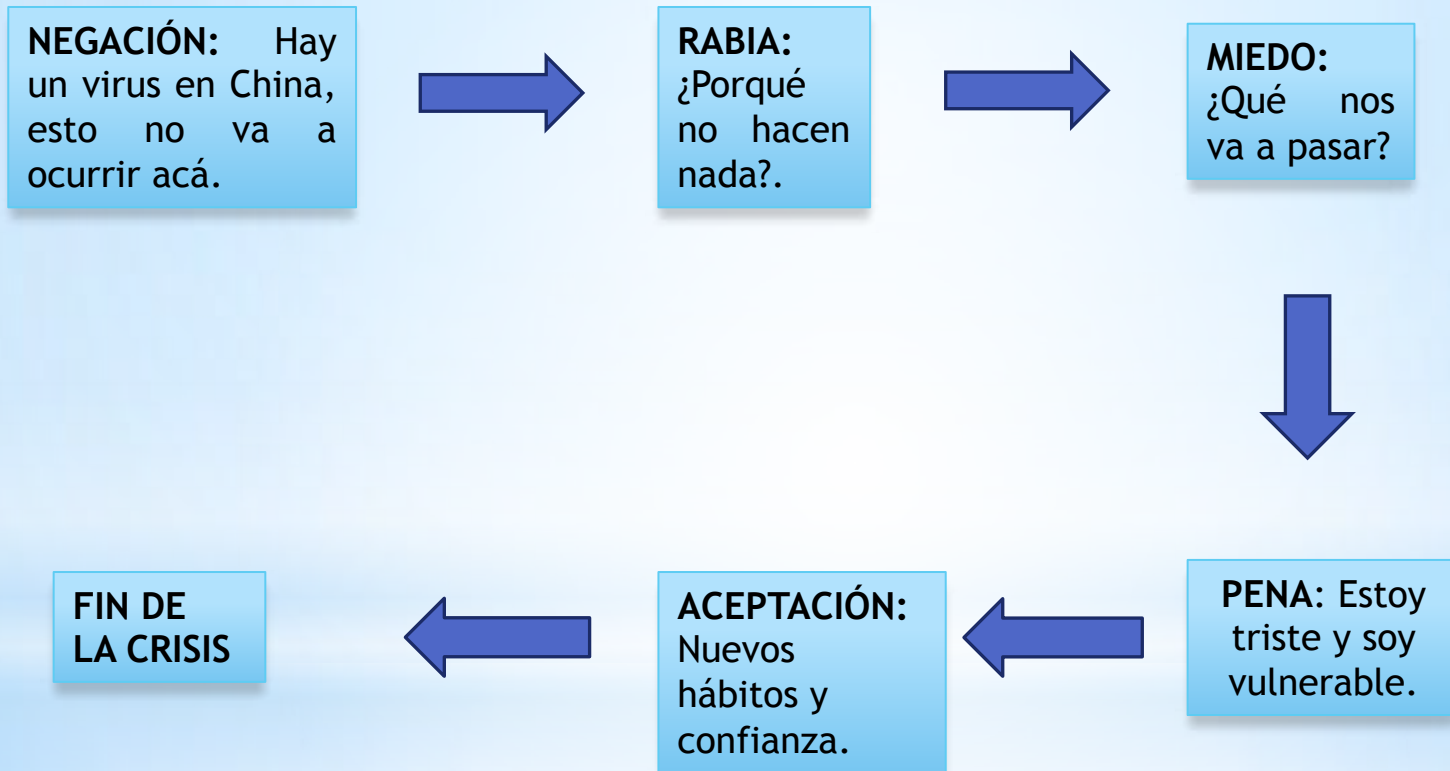 NEGACIÓN: Hay
un virus en China,
esto no va a
ocurrir acá.
RABIA:
¿Porqué
no hacen
nada?.
MIEDO:
¿Qué nos
va a pasar?
PENA: Estoy
triste y soy
vulnerable.
ACEPTACIÓN:
Nuevos
hábitos y
confianza.
FIN DE
LA CRISIS